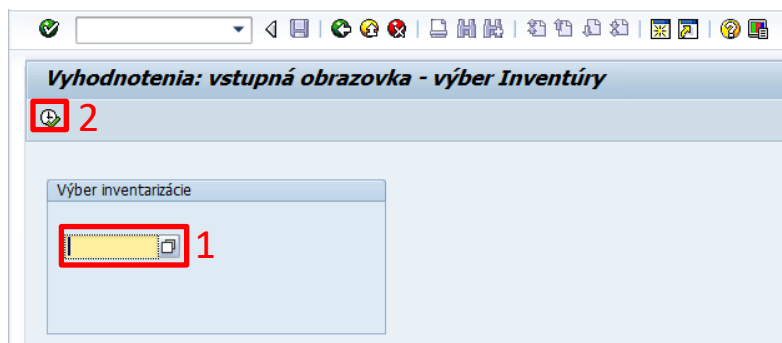 Vyhodnotenia: vstupná obrazovka - výber Inventúry
2
Výber inventarizácie
1